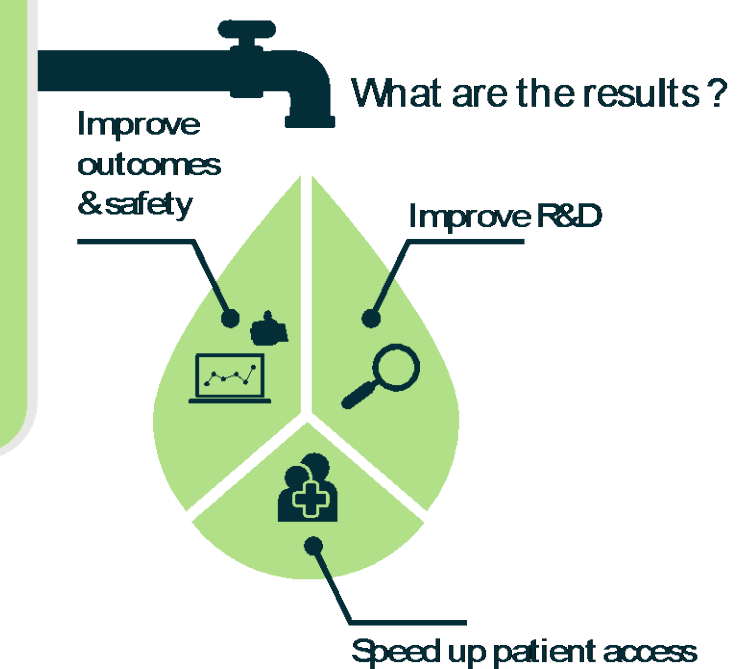 What are the results ?
Improve
outcomes
& safety
Improve R&D
Speed up patient access